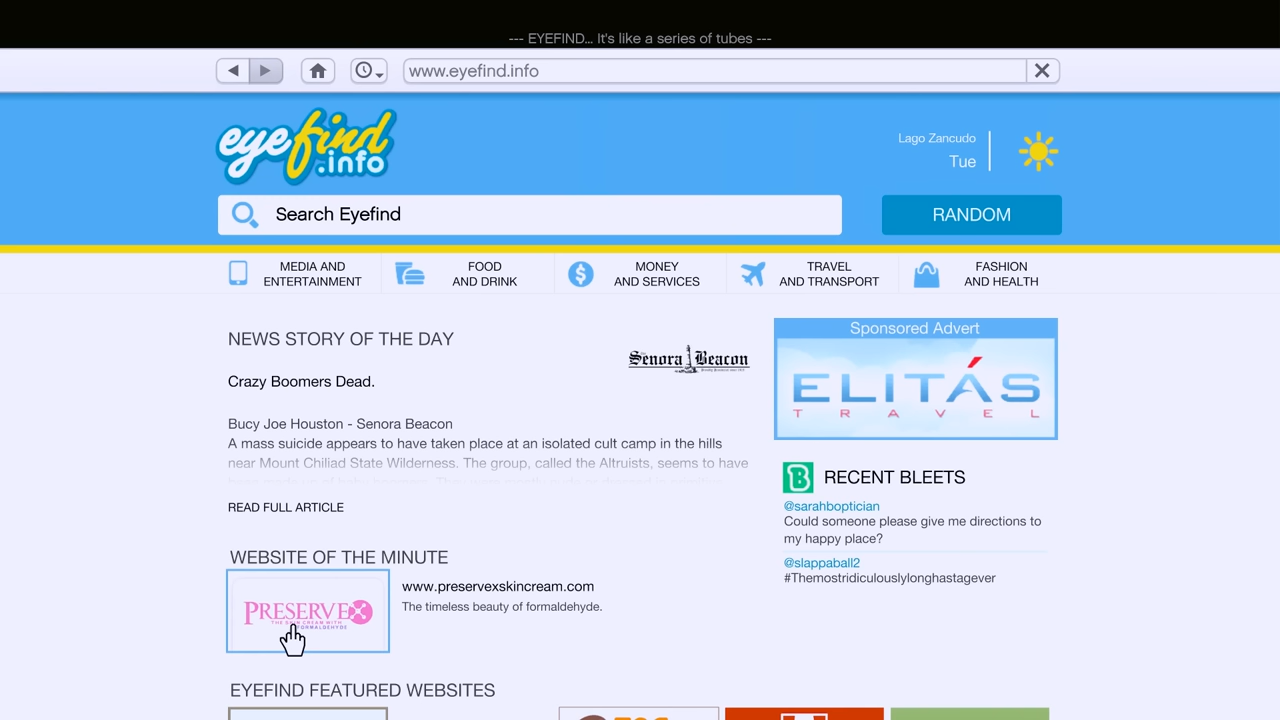 --- EYEFIND... It's like a series of tubes ---
www.eyefind.info
eyefind
.info
Lago Zancudo
Tue
Search Eyefind
RANDOM
MEDIA AND
ENTERTAINMENT
FOOD
AND DRINK
MONEY
AND SERVICES
TRAVEL
AND TRANSPORT
FASHION
AND HEALTH
NEWS STORY OF THE DAY
Senora Beacon
Crazy Boomers Dead.
Bucy Joe Houston - Senora Beacon
A mass suicide appears to have taken place at an isolated cult camp in the hills
near Mount Chiliad State Wilderness. The group, called the Altruists, seems to have
READ FULL ARTICLE
Sponsored Advert
ELITÁS
TRAVEL
RECENT BLEETS
@sarahboptician
Could someone please give me directions to
my happy place?
@slappaball2
#Themostridiculouslylonghastagever
WEBSITE OF THE MINUTE
PRESERVEX
FORMALDEHYDE
www.preservexskincream.com
The timeless beauty of formaldehyde.
EYEFIND FEATURED WEBSITES